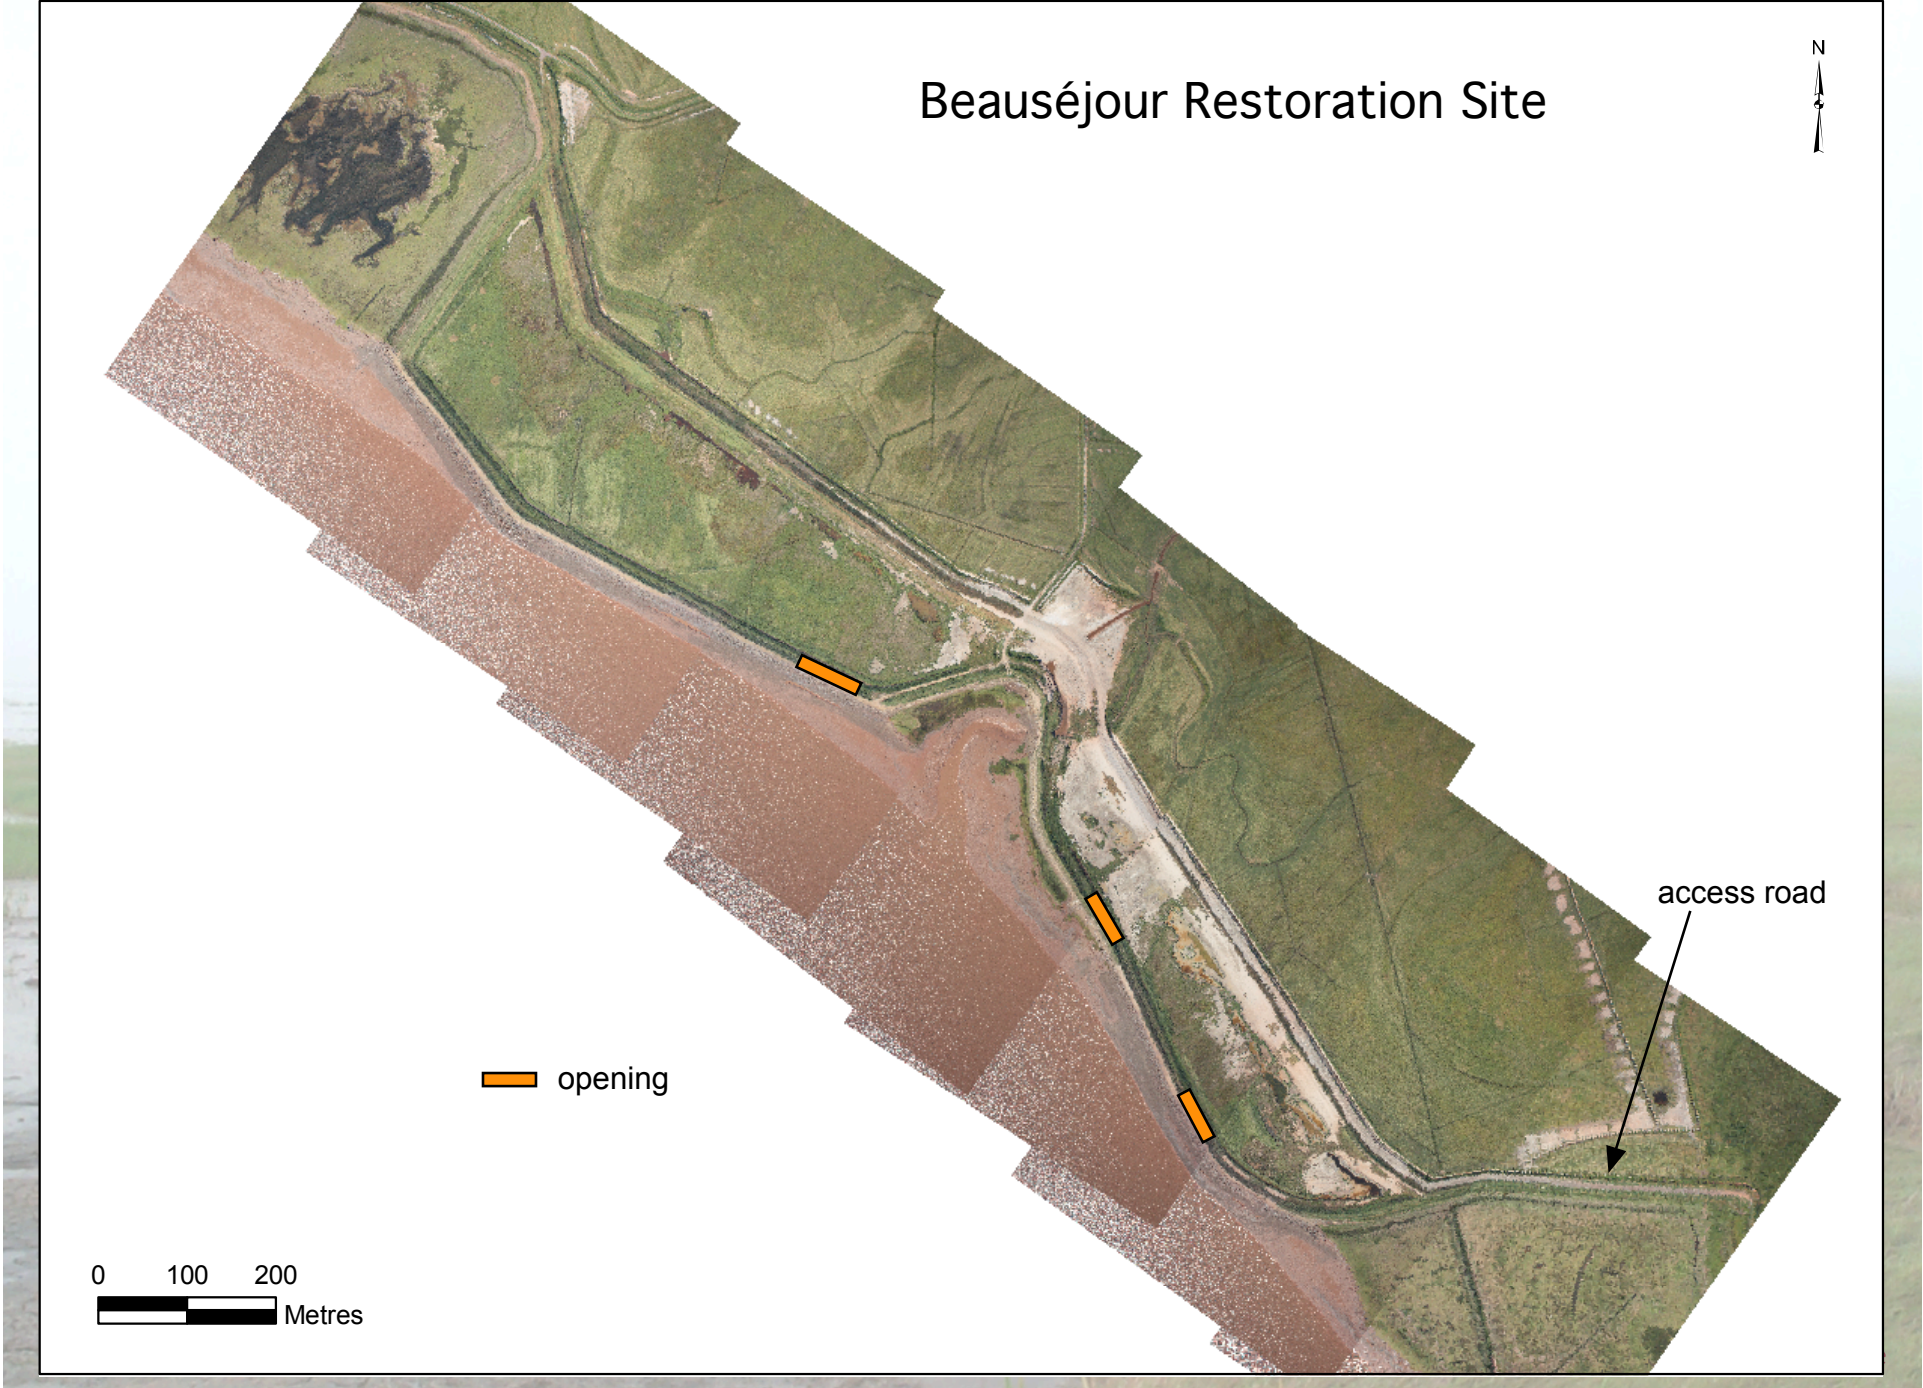 Beauséjour Restoration Site
N
access road
opening
0 100 200
Metres